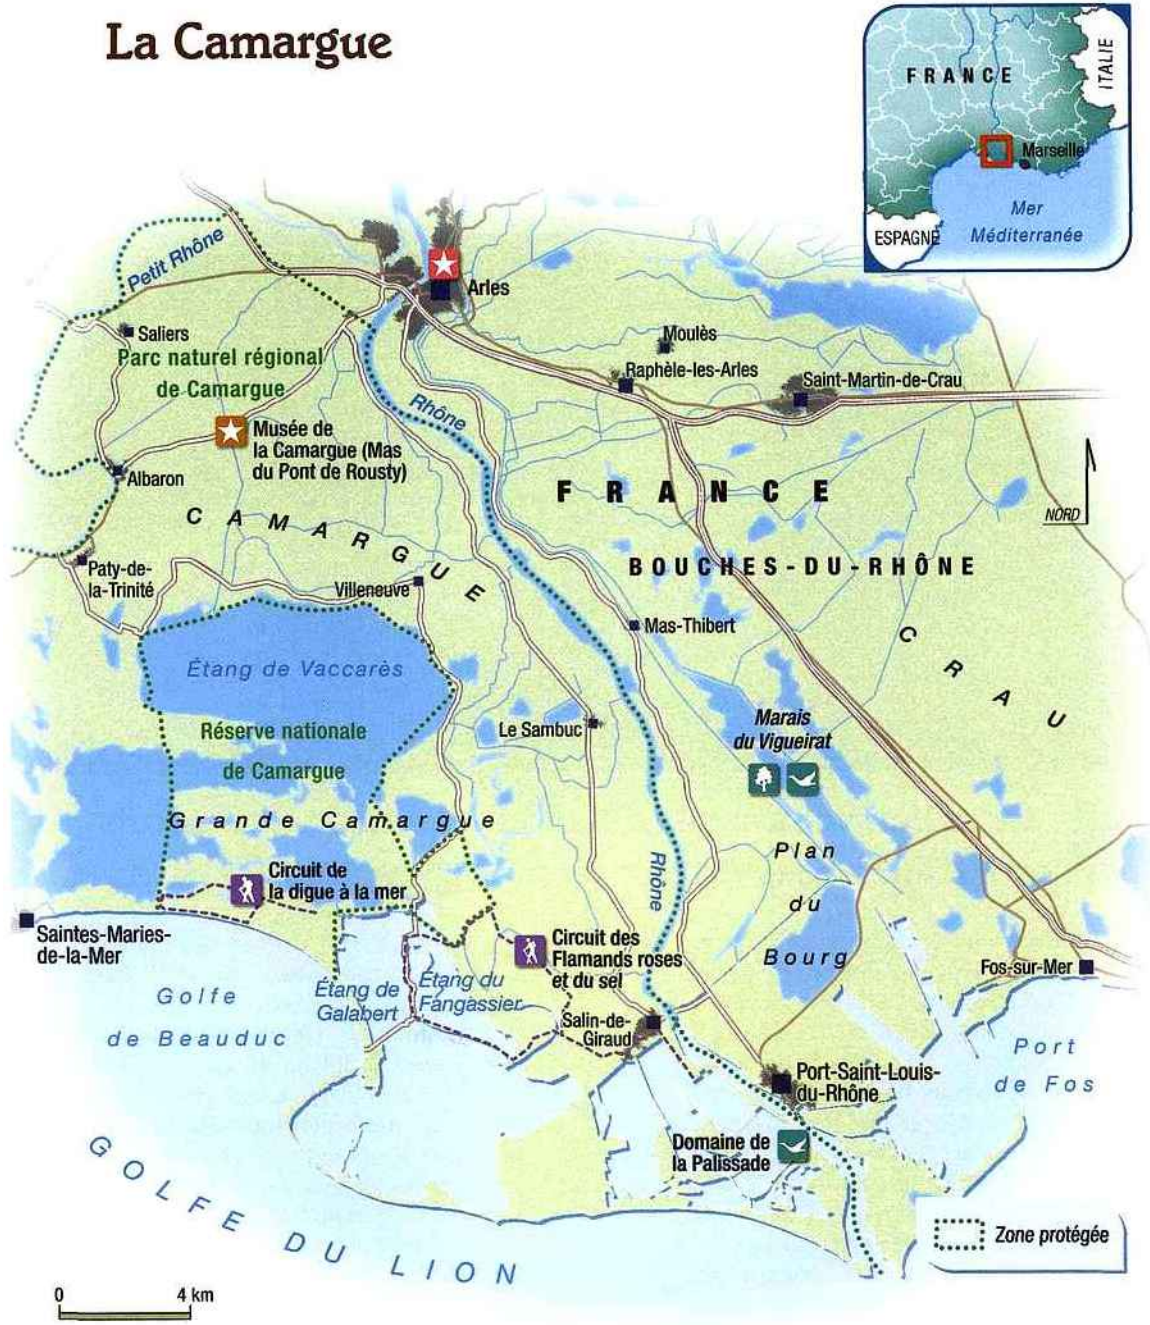 La Camargue
FRANCE
ITALIE
Marseille
Mer
Méditerranée
ESPAGNE
Petit Rhône
Arles
Saliers
Moulès
Parc naturel régional
de Camargue
Raphèle-les-Arles
Saint-Martin-de-Crau
Rhône
Musée de
la Camargue (Mas
du Pont de Rousty)
Albaron
FRANCE
NORD
CAMARGUE
BOUCHES-DU-RHÔNE
Paty-de-
la-Trinité
Villeneuve
Mas-Thibert
CRAU
Étang de Vaccarès
Réserve nationale
de Camargue
Le Sambuc
Marais
du Vigueirat
Grande Camargue
Plan
du
Bourg
Rhône
Circuit de
la digue à la mer
Saintes-Maries-
de-la-Mer
Circuit des
Flamands roses
et du sel
Fos-sur-Mer
Golfe
de Beauduc
Étang de
Galabert
Étang du
Fangassier
Salin-de-
Giraud
Port
de Fos
Port-Saint-Louis-
du-Rhône
Domaine de
la Palissade
GOLFE DU LION
Zone protégée
0 4 km